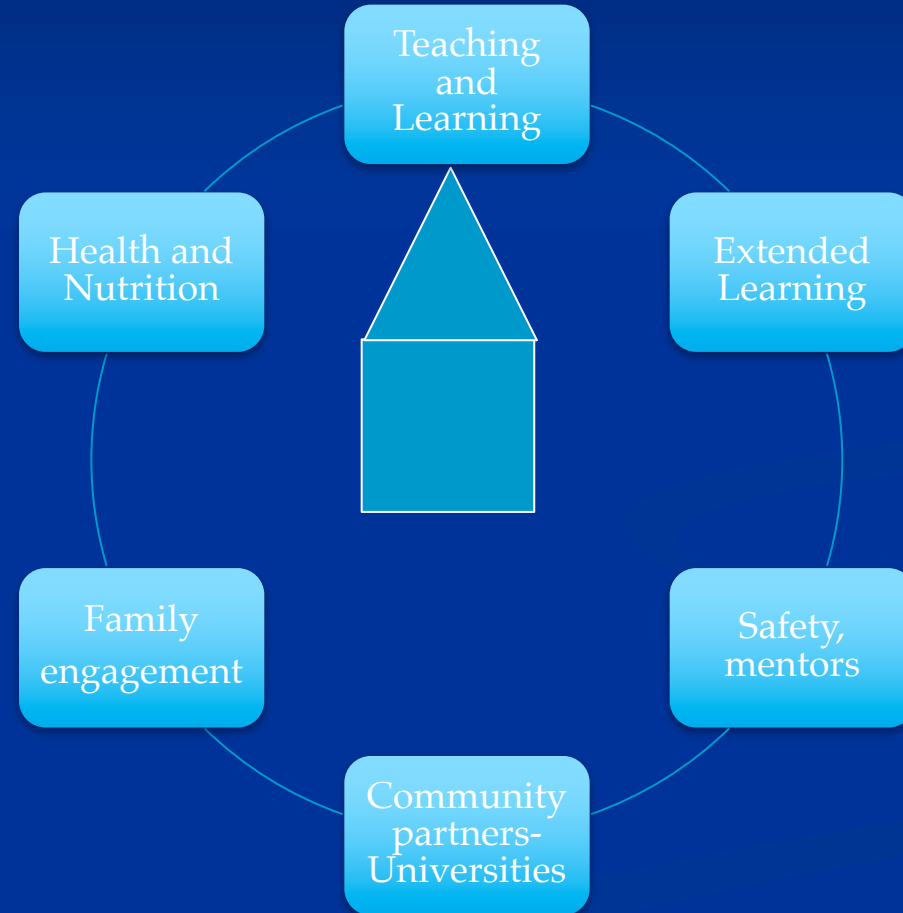 Teaching
and
Learning
Extended
Learning
Safety,
mentors
Community
partners-
Universities
Family
engagement
Health and
Nutrition